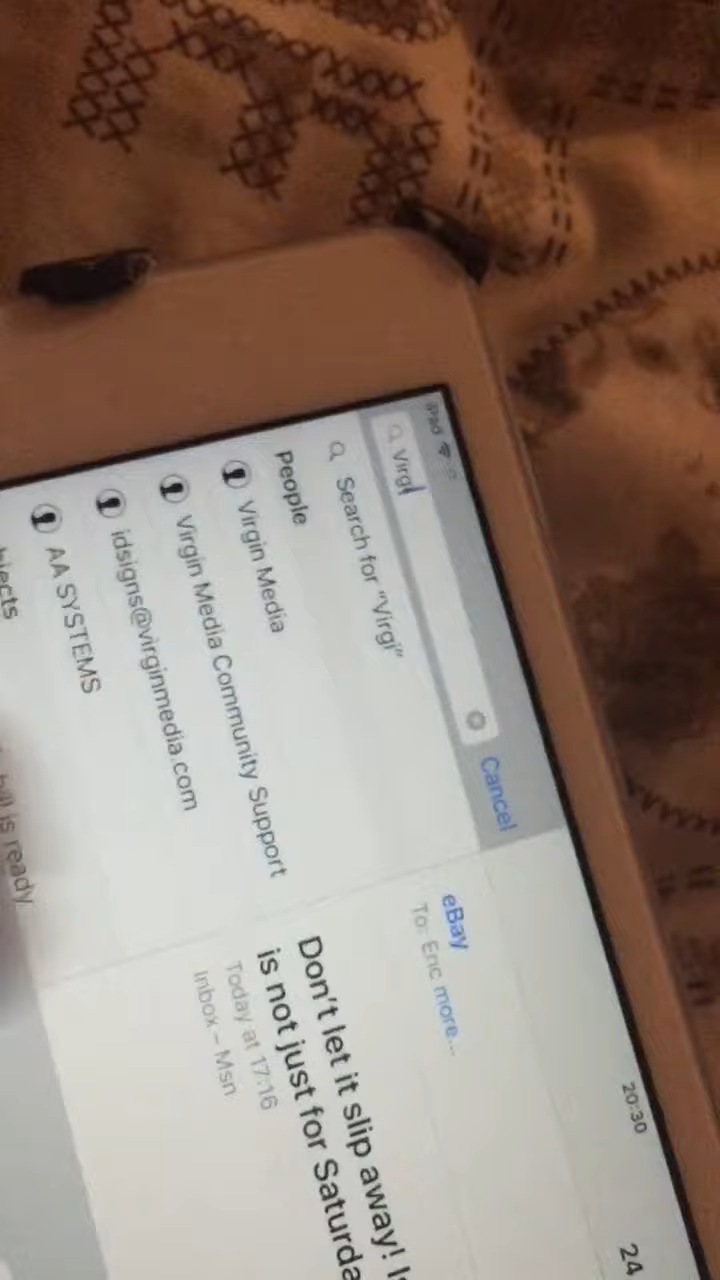 iPad
20:30
24
Virgi
Cancel
Search for "Virgi"
People
Virgin Media
Virgin Media Community Support
idsigns@virginmedia.com
AA SYSTEMS
bill is ready
eBay
To: Eric more...
Don't let it slip away!
is not just for
Today at 17:16
Inbox - Msn